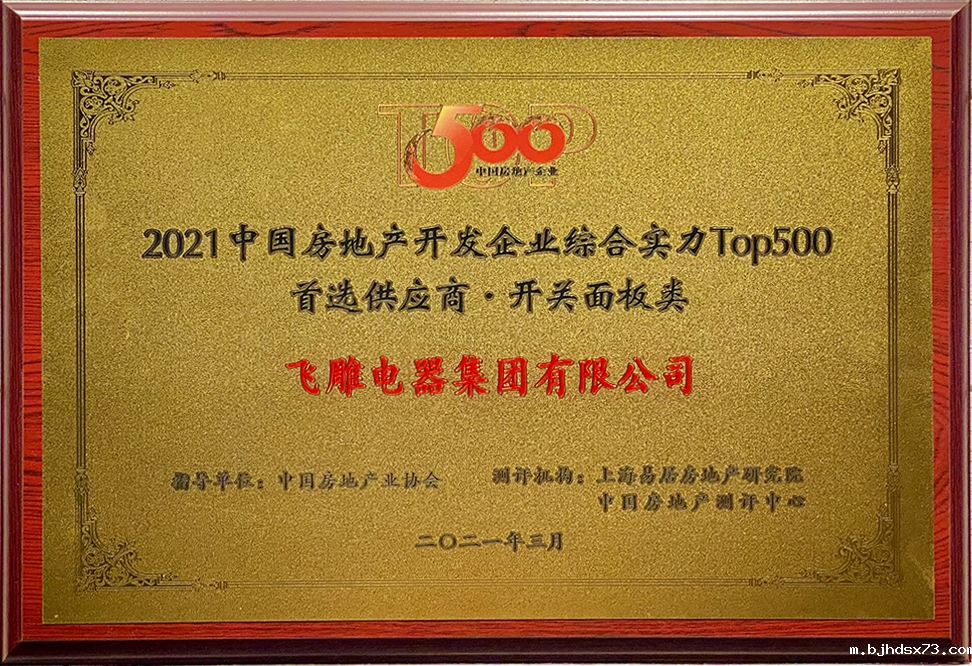 TOP
500
中国房地产企业
2021中国房地产开发企业综合实力Top500
首选供应商·开关面板类
飞雕电器集团有限公司
指导单位：中国房地产业协会
测评机构：上海易居房地产研究院
中国房地产测评中心
二〇二一年三月
m.bjhdsx73.com